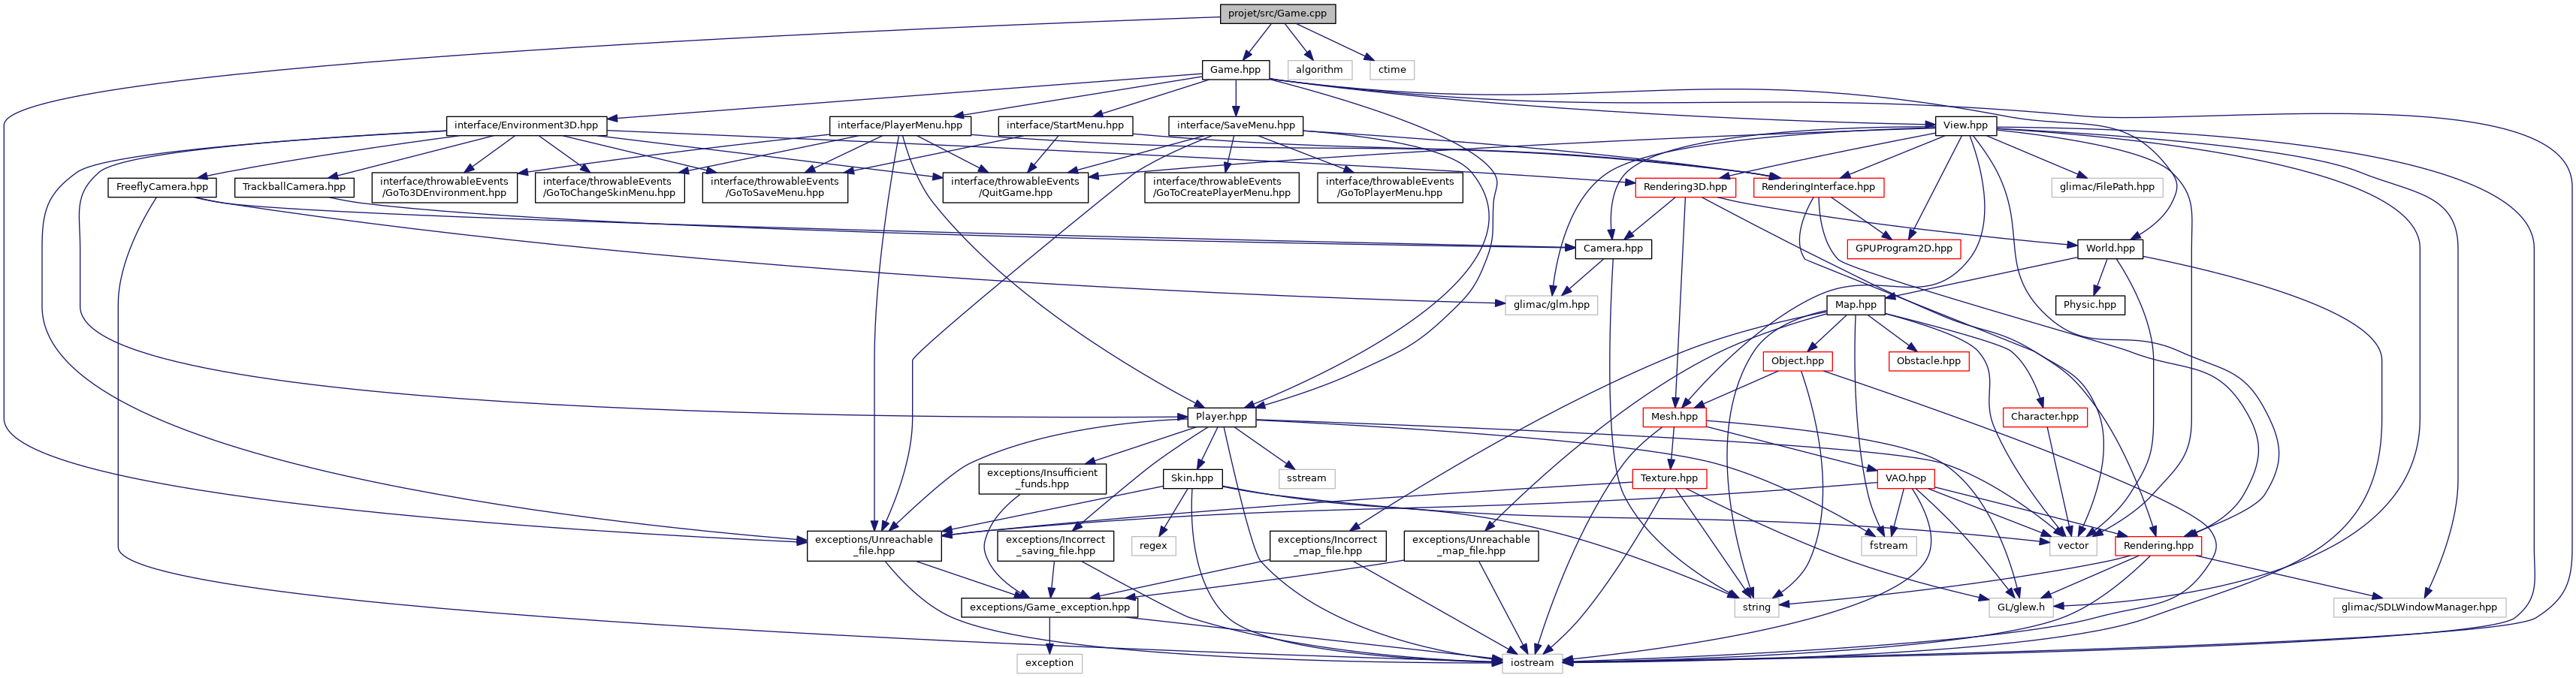 projet/src/Game.cpp
Game.hpp
algorithm
ctime
interface/Environment3D.hpp
interface/PlayerMenu.hpp
interface/StartMenu.hpp
interface/SaveMenu.hpp
View.hpp
FreeflyCamera.hpp
TrackballCamera.hpp
interface/throwableEvents
/GoTo3DEnvironment.hpp
interface/throwableEvents
/GoToChangeSkinMenu.hpp
interface/throwableEvents
/GoToSaveMenu.hpp
interface/throwableEvents
/QuitGame.hpp
interface/throwableEvents
/GoToCreatePlayerMenu.hpp
interface/throwableEvents
/GoToPlayerMenu.hpp
Rendering3D.hpp
RenderingInterface.hpp
glimac/FilePath.hpp
Camera.hpp
GPUProgram2D.hpp
World.hpp
glimac/glm.hpp
Map.hpp
Physic.hpp
Object.hpp
Obstacle.hpp
Player.hpp
Mesh.hpp
Character.hpp
exceptions/Insufficient
_funds.hpp
Skin.hpp
sstream
Texture.hpp
VAO.hpp
exceptions/Unreachable
_file.hpp
exceptions/Incorrect
_saving_file.hpp
regex
exceptions/Incorrect
_map_file.hpp
exceptions/Unreachable
_map_file.hpp
fstream
vector
Rendering.hpp
exceptions/Game_exception.hpp
string
GL/glew.h
glimac/SDLWindowManager.hpp
exception
iostream